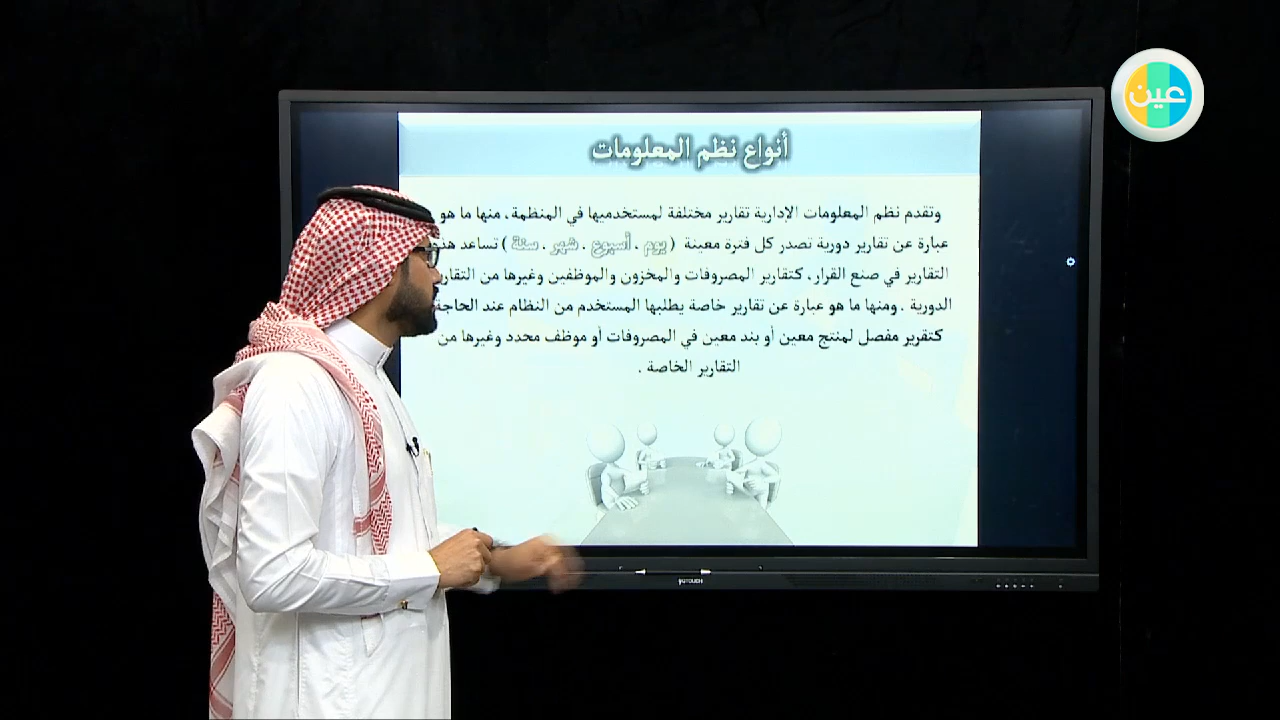 عين
أنواع نظم المعلومات
وتقدم نظم المعلومات الإدارية تقارير مختلفة لمستخدميها في المنظمة، منها ما هو
عبارة عن تقارير دورية تصدر كل فترة معينة ( يوم ، أسبوع ، شهر ، سنة ) تساعد هذه
التقارير في صنع القرار، كتقارير المصروفات والمخزون والموظفين وغيرها من التقارير
الدورية . ومنها ما هو عبارة عن تقارير خاصة يطلبها المستخدم من النظام عند الحاجة
كتقرير مفصل لمنتج معين أو بند معين في المصروفات أو موظف محدد وغيرها من
التقارير الخاصة .